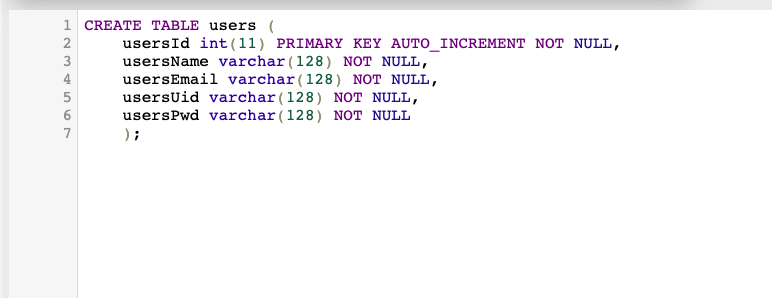 1 CREATE TABLE users (
2 usersId int(11) PRIMARY KEY AUTO_INCREMENT NOT NULL,
3 usersName varchar(128) NOT NULL,
4 usersEmail varchar(128) NOT NULL,
5 usersUid varchar(128) NOT NULL,
6 usersPwd varchar(128) NOT NULL
7 );